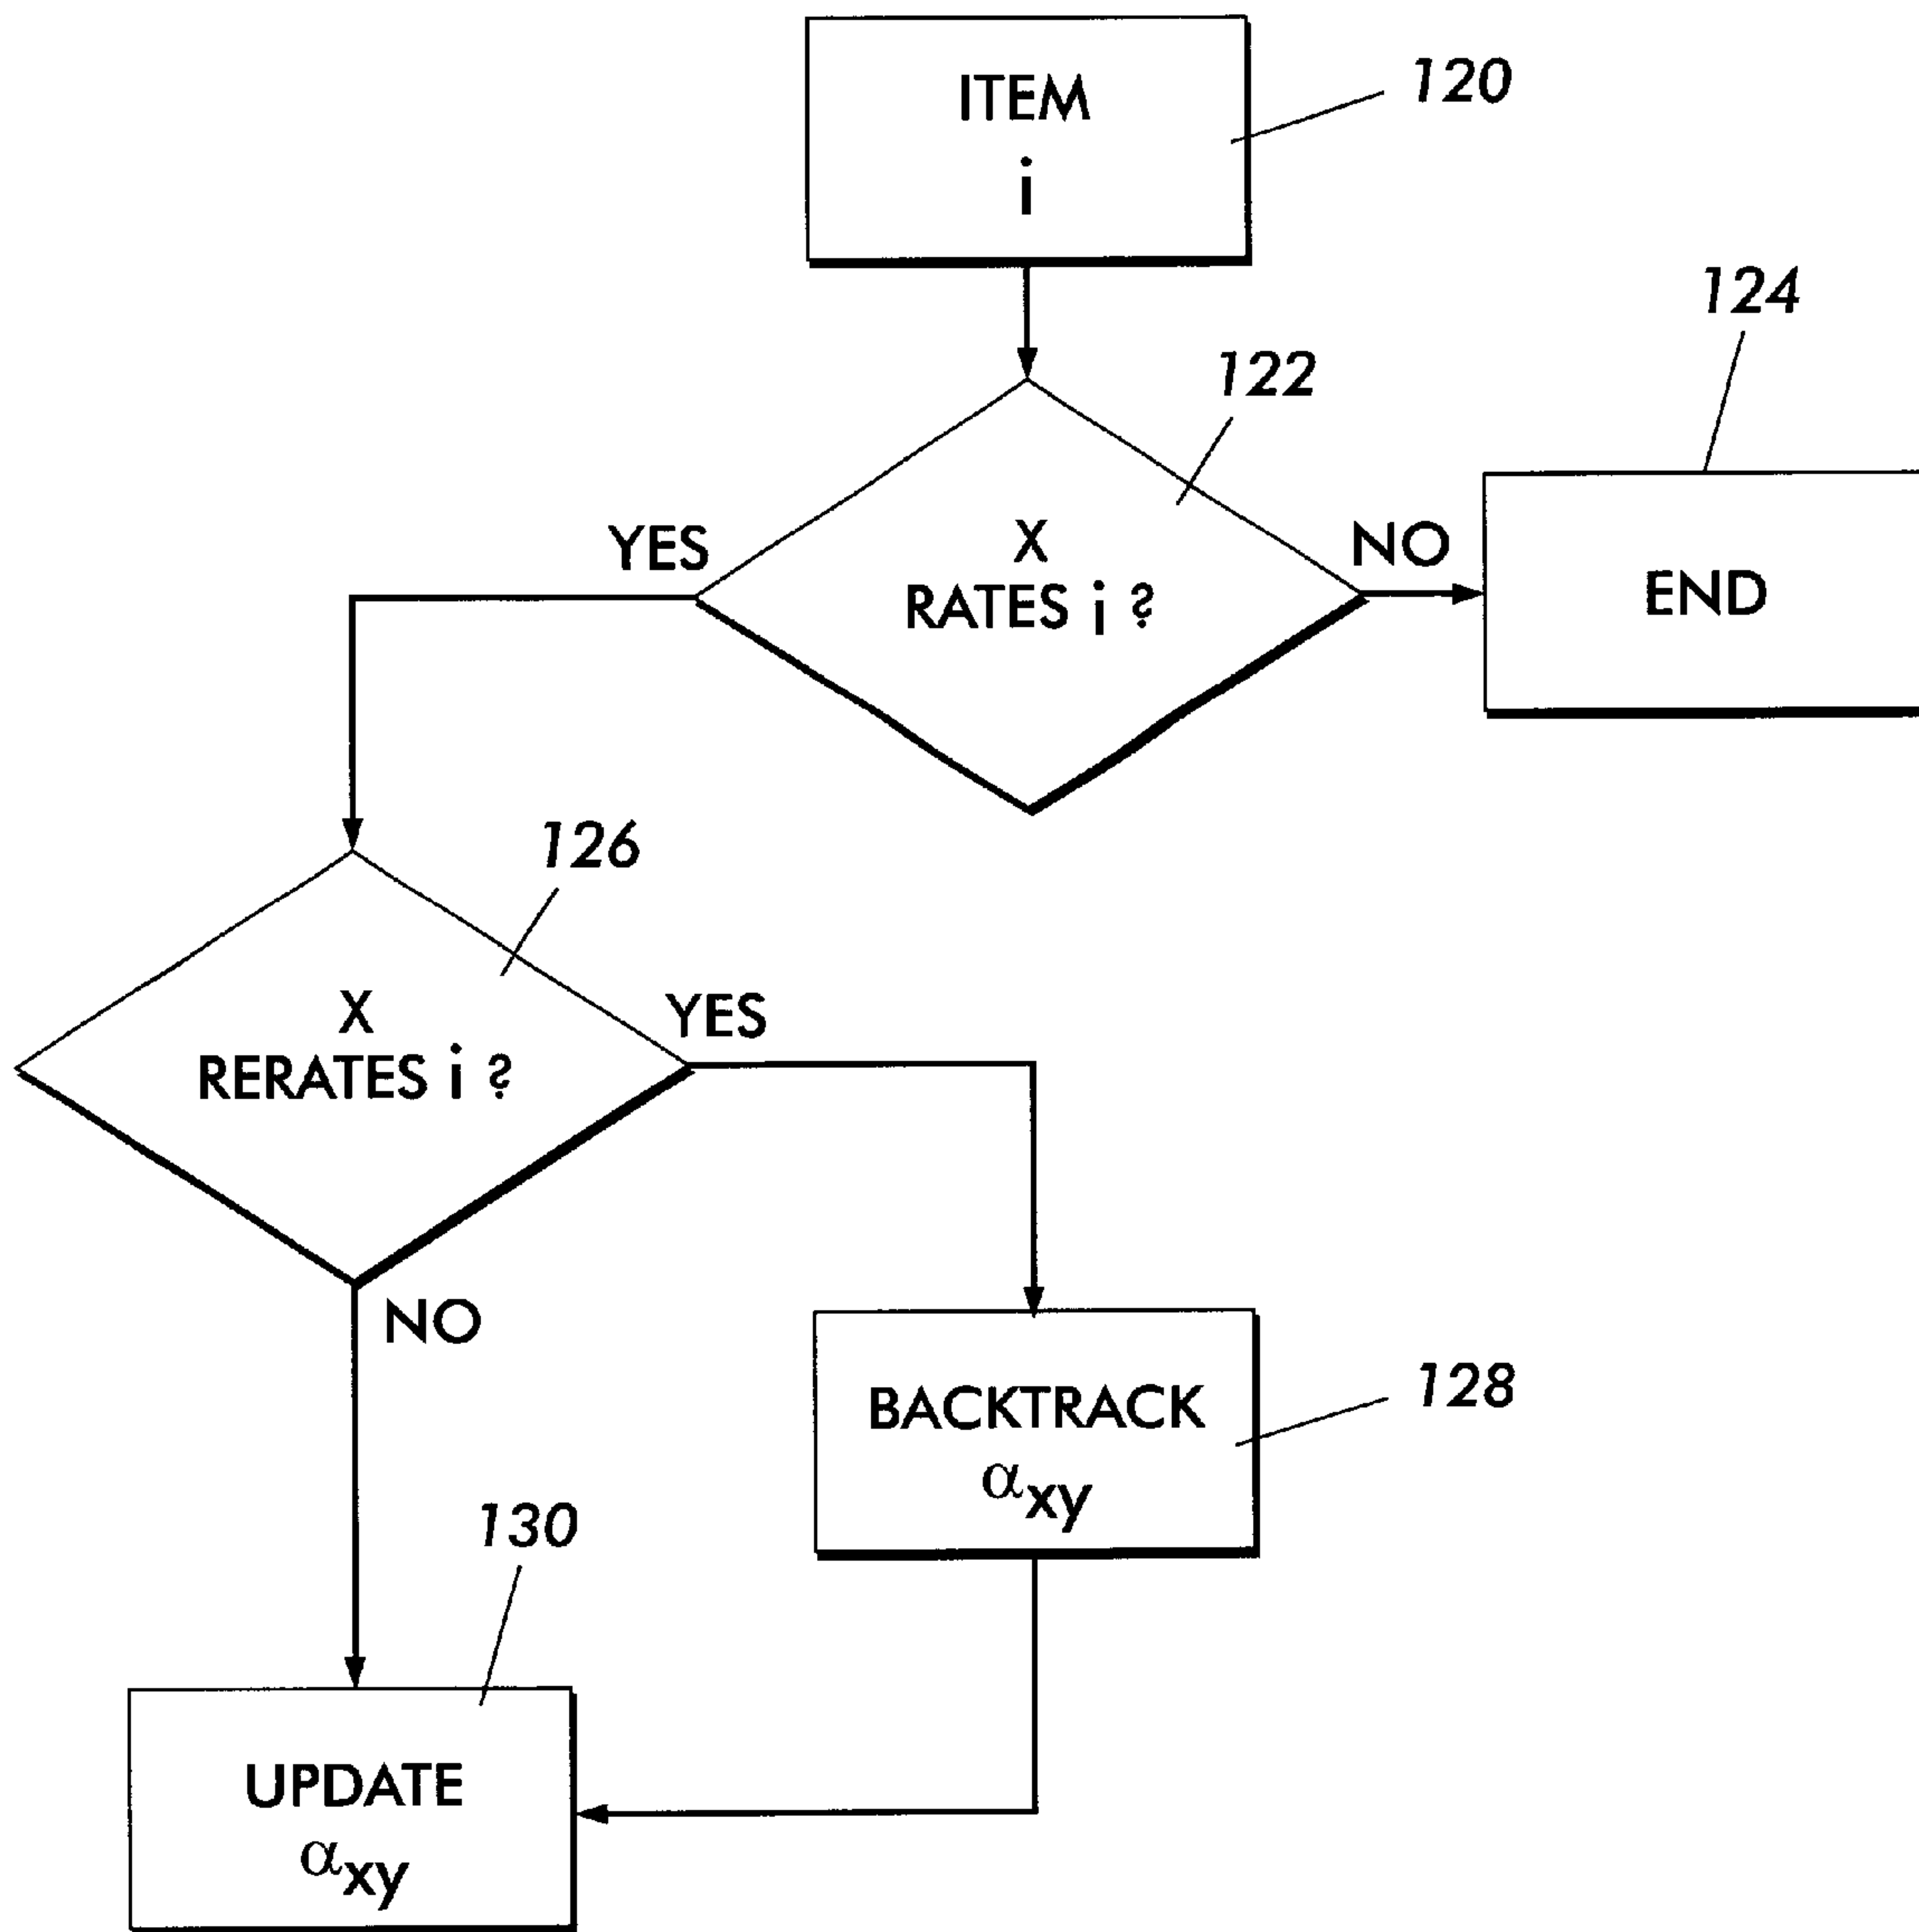 ITEM
i
120
124
122
X
RATES i ?
YES
NO
END
126
X
RERATES i ?
YES
NO
BACKTRACK
αxy
128
130
UPDATE
αxy